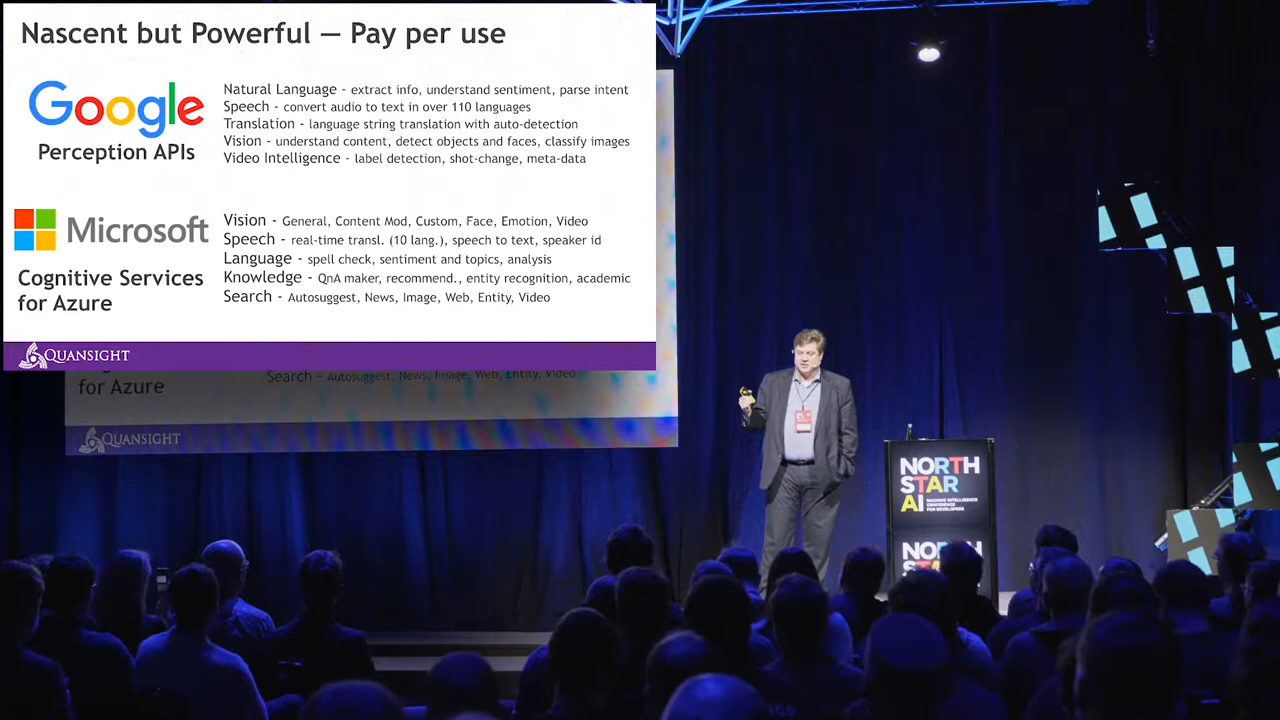 Nascent but Powerful — Pay per use
Google
Perception APIs
Natural Language - extract info, understand sentiment, parse intent
Speech - convert audio to text in over 110 languages
Translation - language string translation with auto-detection
Vision - understand content, detect objects and faces, classify images
Video Intelligence - label detection, shot-change, meta-data
Microsoft
Cognitive Services
for Azure
Vision - General, Content Mod, Custom, Face, Emotion, Video
Speech - real-time transl. (10 lang.), speech to text, speaker id
Language - spell check, sentiment and topics, analysis
Knowledge - QnA maker, recommend., entity recognition, academic
Search - Autosuggest, News, Image, Web, Entity, Video
QUANSIGHT
Search - Autosuggest, News, Image, Web, Entity, Video
for Azure
QUANSIGHT
NORTH
STAR
AI
MACHINE INTELLIGENCE
CONFERENCE
FOR DEVELOPERS
NORTH